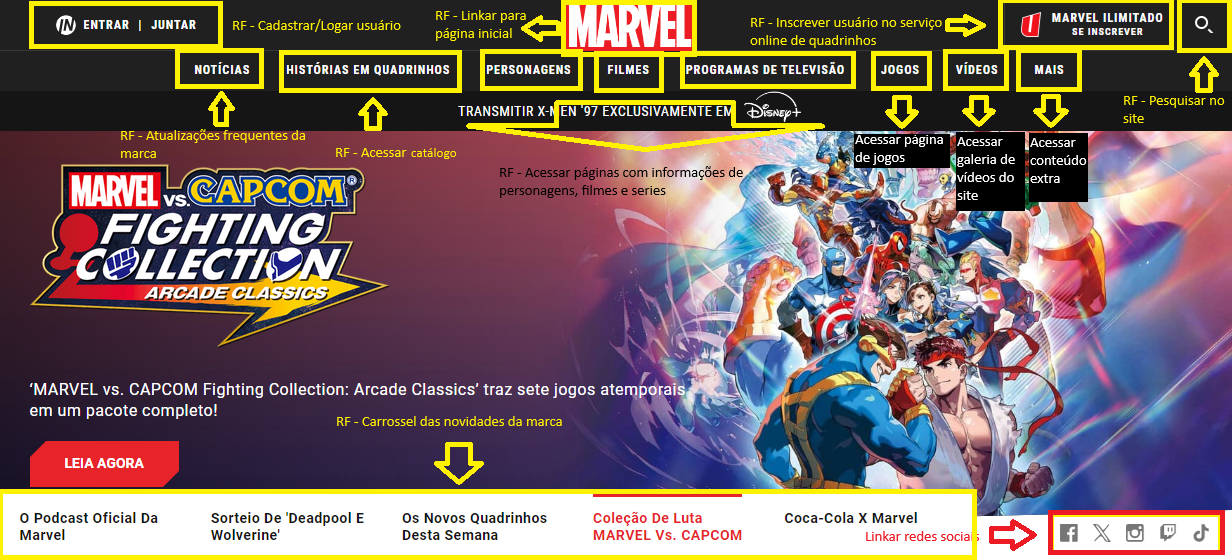 IN ENTRAR | JUNTAR
RF - Cadastrar/Logar usuário
RF - Linkar para
página inicial
MARVEL
RF - Inscrever usuário no serviço
online de quadrinhos
MARVEL ILIMITADO
SE INSCREVER
NOTÍCIAS
HISTÓRIAS EM QUADRINHOS
PERSONAGENS
FILMES
PROGRAMAS DE TELEVISÃO
JOGOS
VÍDEOS
MAIS
RF - Pesquisar no
site
TRANSMITIR X-MEN '97 EXCLUSIVAMENTE EM Disney+
RF - Atualizações frequentes da
marca
RF - Acessar catálogo
RF - Acessar páginas com informações de
personagens, filmes e series
Acessar página
de jogos
Acessar
galeria de
vídeos do
site
Acessar
conteúdo
extra
MARVEL VS. CAPCOM®
FIGHTING
COLLECTION
ARCADE CLASSICS
‘MARVEL vs. CAPCOM Fighting Collection: Arcade Classics’ traz sete jogos atemporais
em um pacote completo!
RF - Carrossel das novidades da marca
LEIA AGORA
O Podcast Oficial Da
Marvel
Sorteio De 'Deadpool E
Wolverine'
Os Novos Quadrinhos
Desta Semana
Coleção De Luta
MARVEL Vs. CAPCOM
Coca-Cola X Marvel
Linkar redes sociais